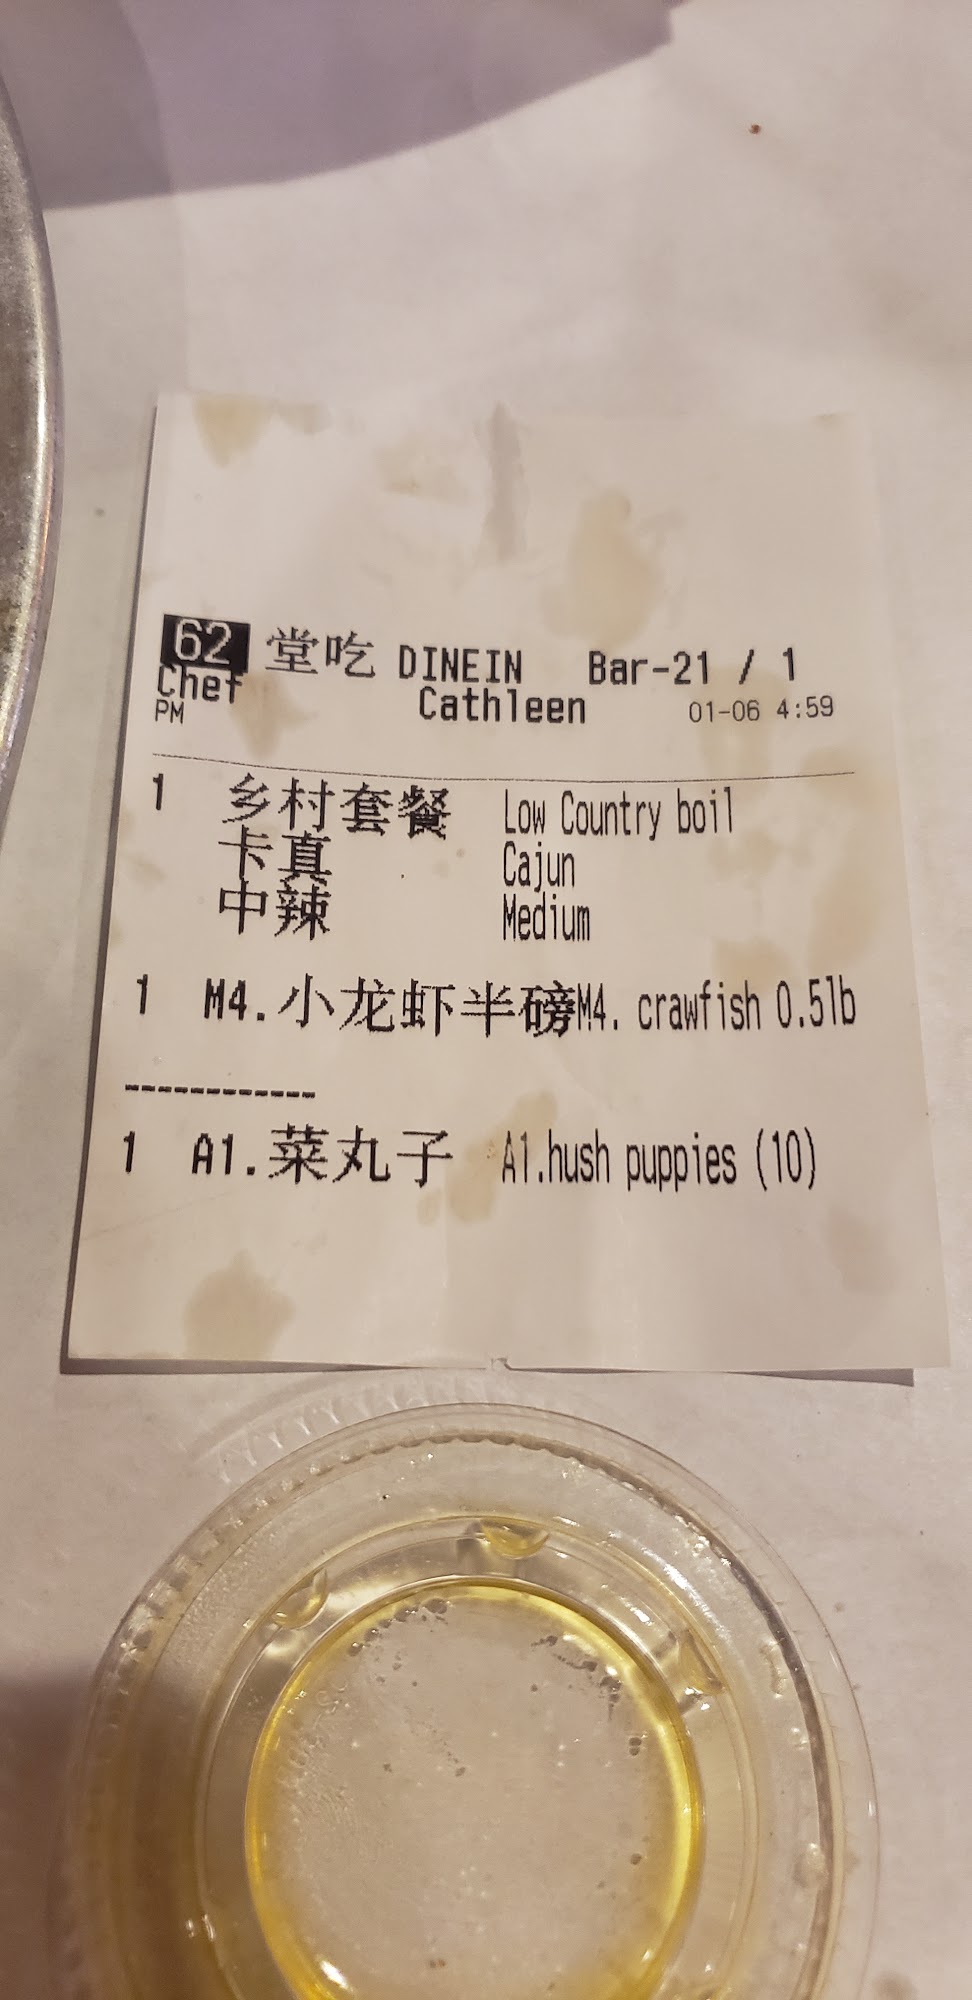 62 堂吃 DINEIN Bar-21 / 1
Chef Cathleen 01-06 4:59
PM
1 乡村套餐 Low Country boil
卡真 Cajun
中辣 Medium
1 M4.小龙虾半磅M4. crawfish 0.5lb
------------
1 A1.菜丸子 A1.hush puppies (10)